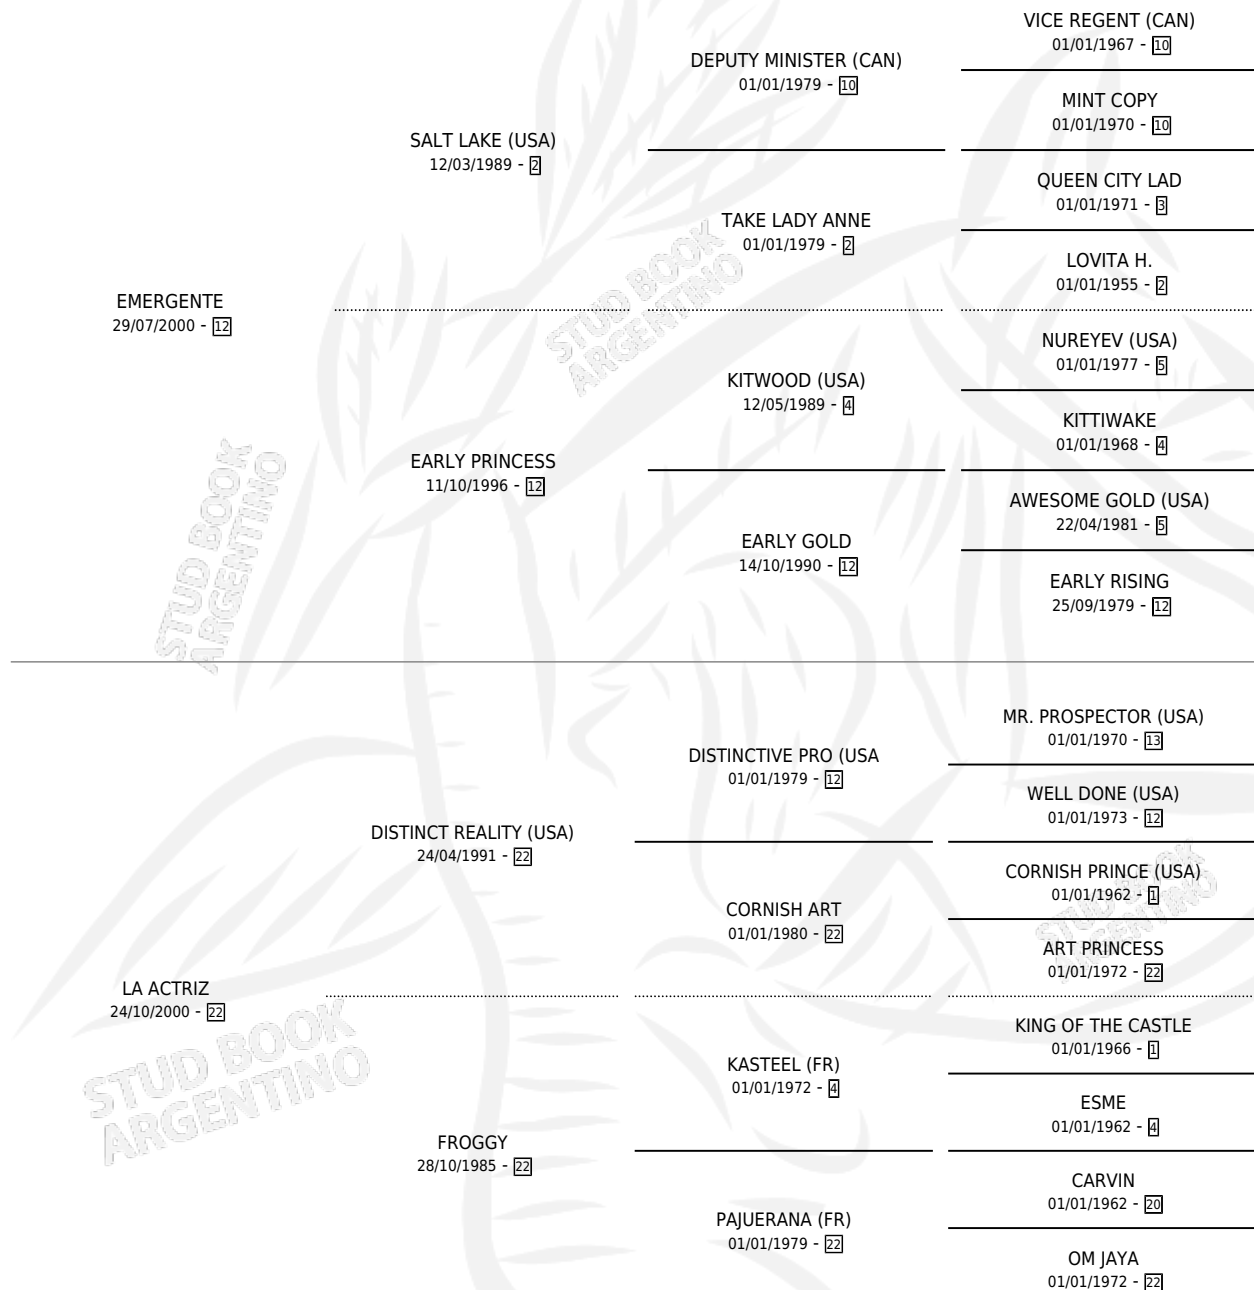 VICE REGENT (CAN)
01/01/1967 - 10
DEPUTY MINISTER (CAN)
01/01/1979 - 10
MINT COPY
01/01/1970 - 10
SALT LAKE (USA)
12/03/1989 - 2
QUEEN CITY LAD
01/01/1971 - 3
TAKE LADY ANNE
01/01/1979 - 2
LOVITA H.
01/01/1955 - 2
EMERGENTE
29/07/2000 - 12
NUREYEV (USA)
01/01/1977 - 5
KITWOOD (USA)
12/05/1989 - 4
KITTIWAKE
01/01/1968 - 4
EARLY PRINCESS
11/10/1996 - 12
AWESOME GOLD (USA)
22/04/1981 - 5
EARLY GOLD
14/10/1990 - 12
EARLY RISING
25/09/1979 - 12
STUD BOOK
ARGENTINO
STUD BOOK
ARGENTINO
MR. PROSPECTOR (USA)
01/01/1970 - 13
DISTINCTIVE PRO (USA
01/01/1979 - 12
WELL DONE (USA)
01/01/1973 - 12
DISTINCT REALITY (USA)
24/04/1991 - 22
CORNISH PRINCE (USA)
01/01/1962 - 1
CORNISH ART
01/01/1980 - 22
ART PRINCESS
01/01/1972 - 22
LA ACTRIZ
24/10/2000 - 22
KING OF THE CASTLE
01/01/1966 - 1
KASTEEL (FR)
01/01/1972 - 4
ESME
01/01/1962 - 4
FROGGY
28/10/1985 - 22
CARVIN
01/01/1962 - 20
PAJUERANA (FR)
01/01/1979 - 22
OM JAYA
01/01/1972 - 22
STUD BOOK
ARGENTINO
STUD BOOK
ARGENTINO